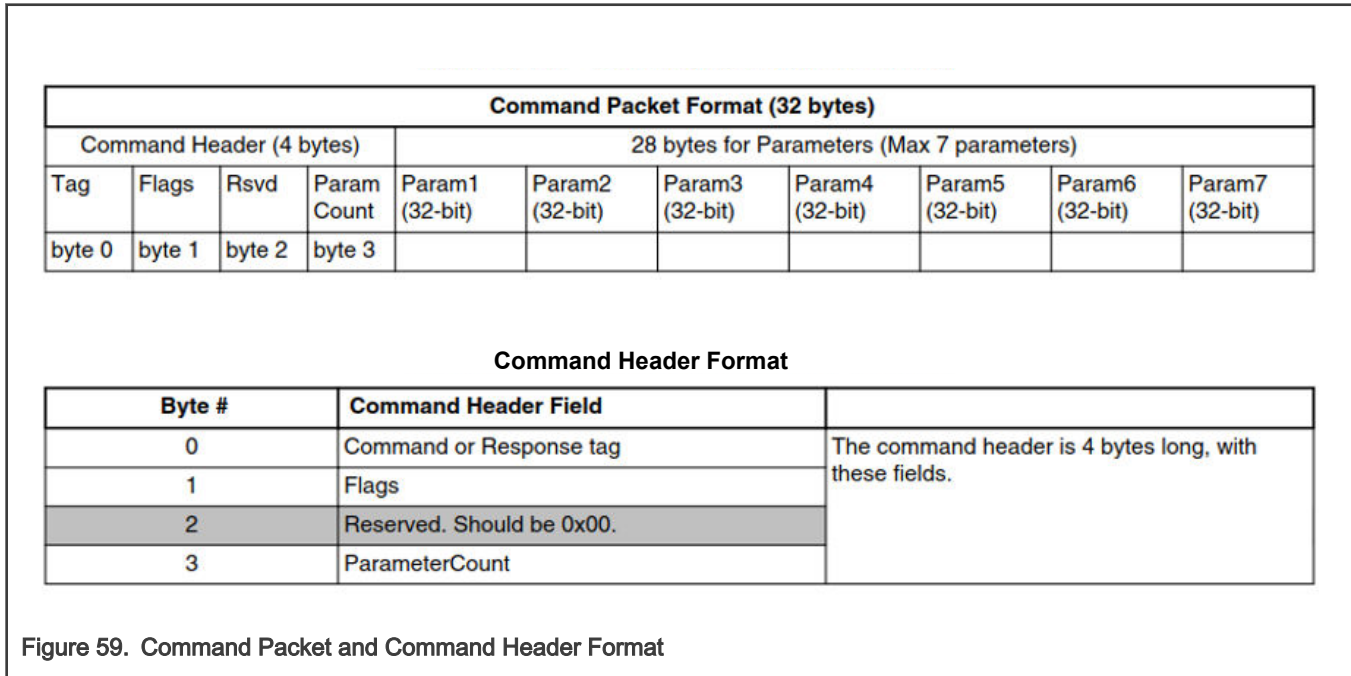 Command Packet Format (32 bytes)
Command Header (4 bytes) 28 bytes for Parameters (Max 7 parameters)
Tag Flags Rsvd Param Count Param1 (32-bit) Param2 (32-bit) Param3 (32-bit) Param4 (32-bit) Param5 (32-bit) Param6 (32-bit) Param7 (32-bit)
byte 0 byte 1 byte 2 byte 3
Command Header Format
Byte # Command Header Field
0 Command or Response tag The command header is 4 bytes long, with these fields.
1 Flags
2 Reserved. Should be 0x00.
3 ParameterCount
Figure 59. Command Packet and Command Header Format